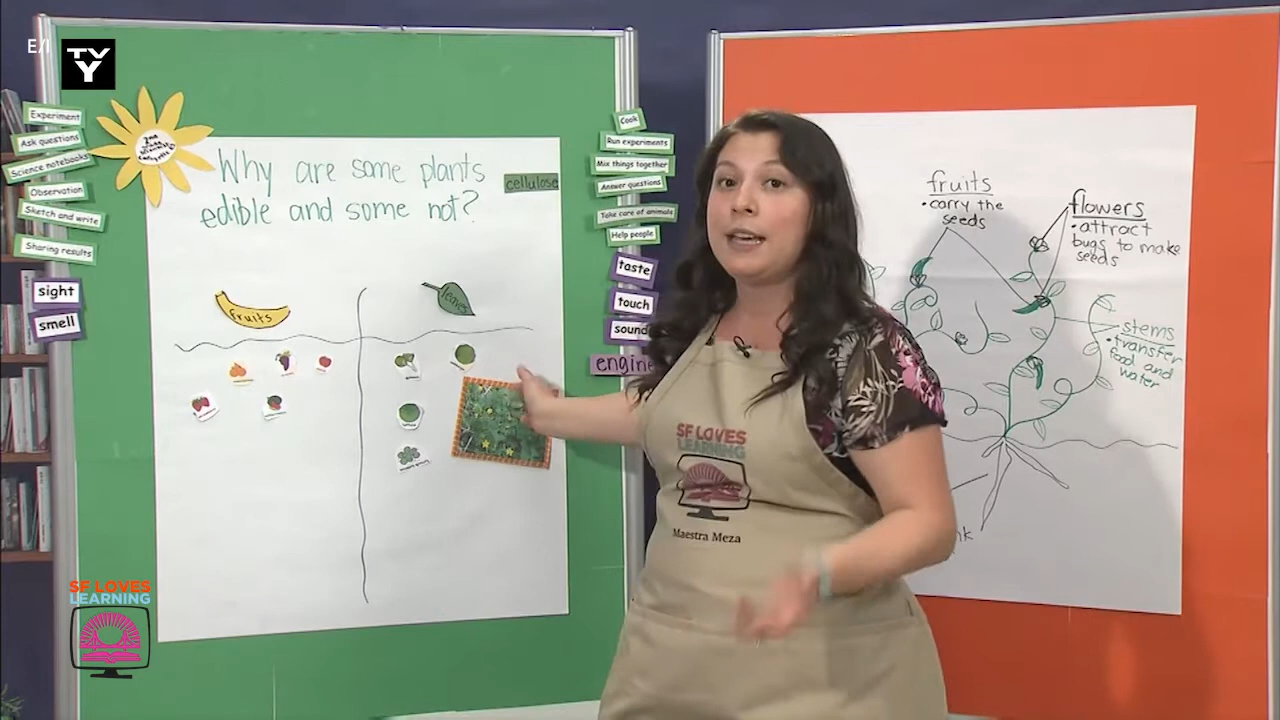 E/I
TV
Y
Experiment
Ask questions
Science notebooks
Observation
Sketch and write
Sharing results
sight
smell
Why are some plants
edible and some not?
cellulose
fruits
leaves
Cook
Run experiments
Mix things together
Answer questions
Take care of animals
Help people
taste
touch
sound
engine
SF LOVES
LEARNING
Maestra Meza
fruits
• carry the
seeds
flowers
• attract
bugs to make
seeds
stems
• transfer
food and
water
nk
SF LOVES
LEARNING